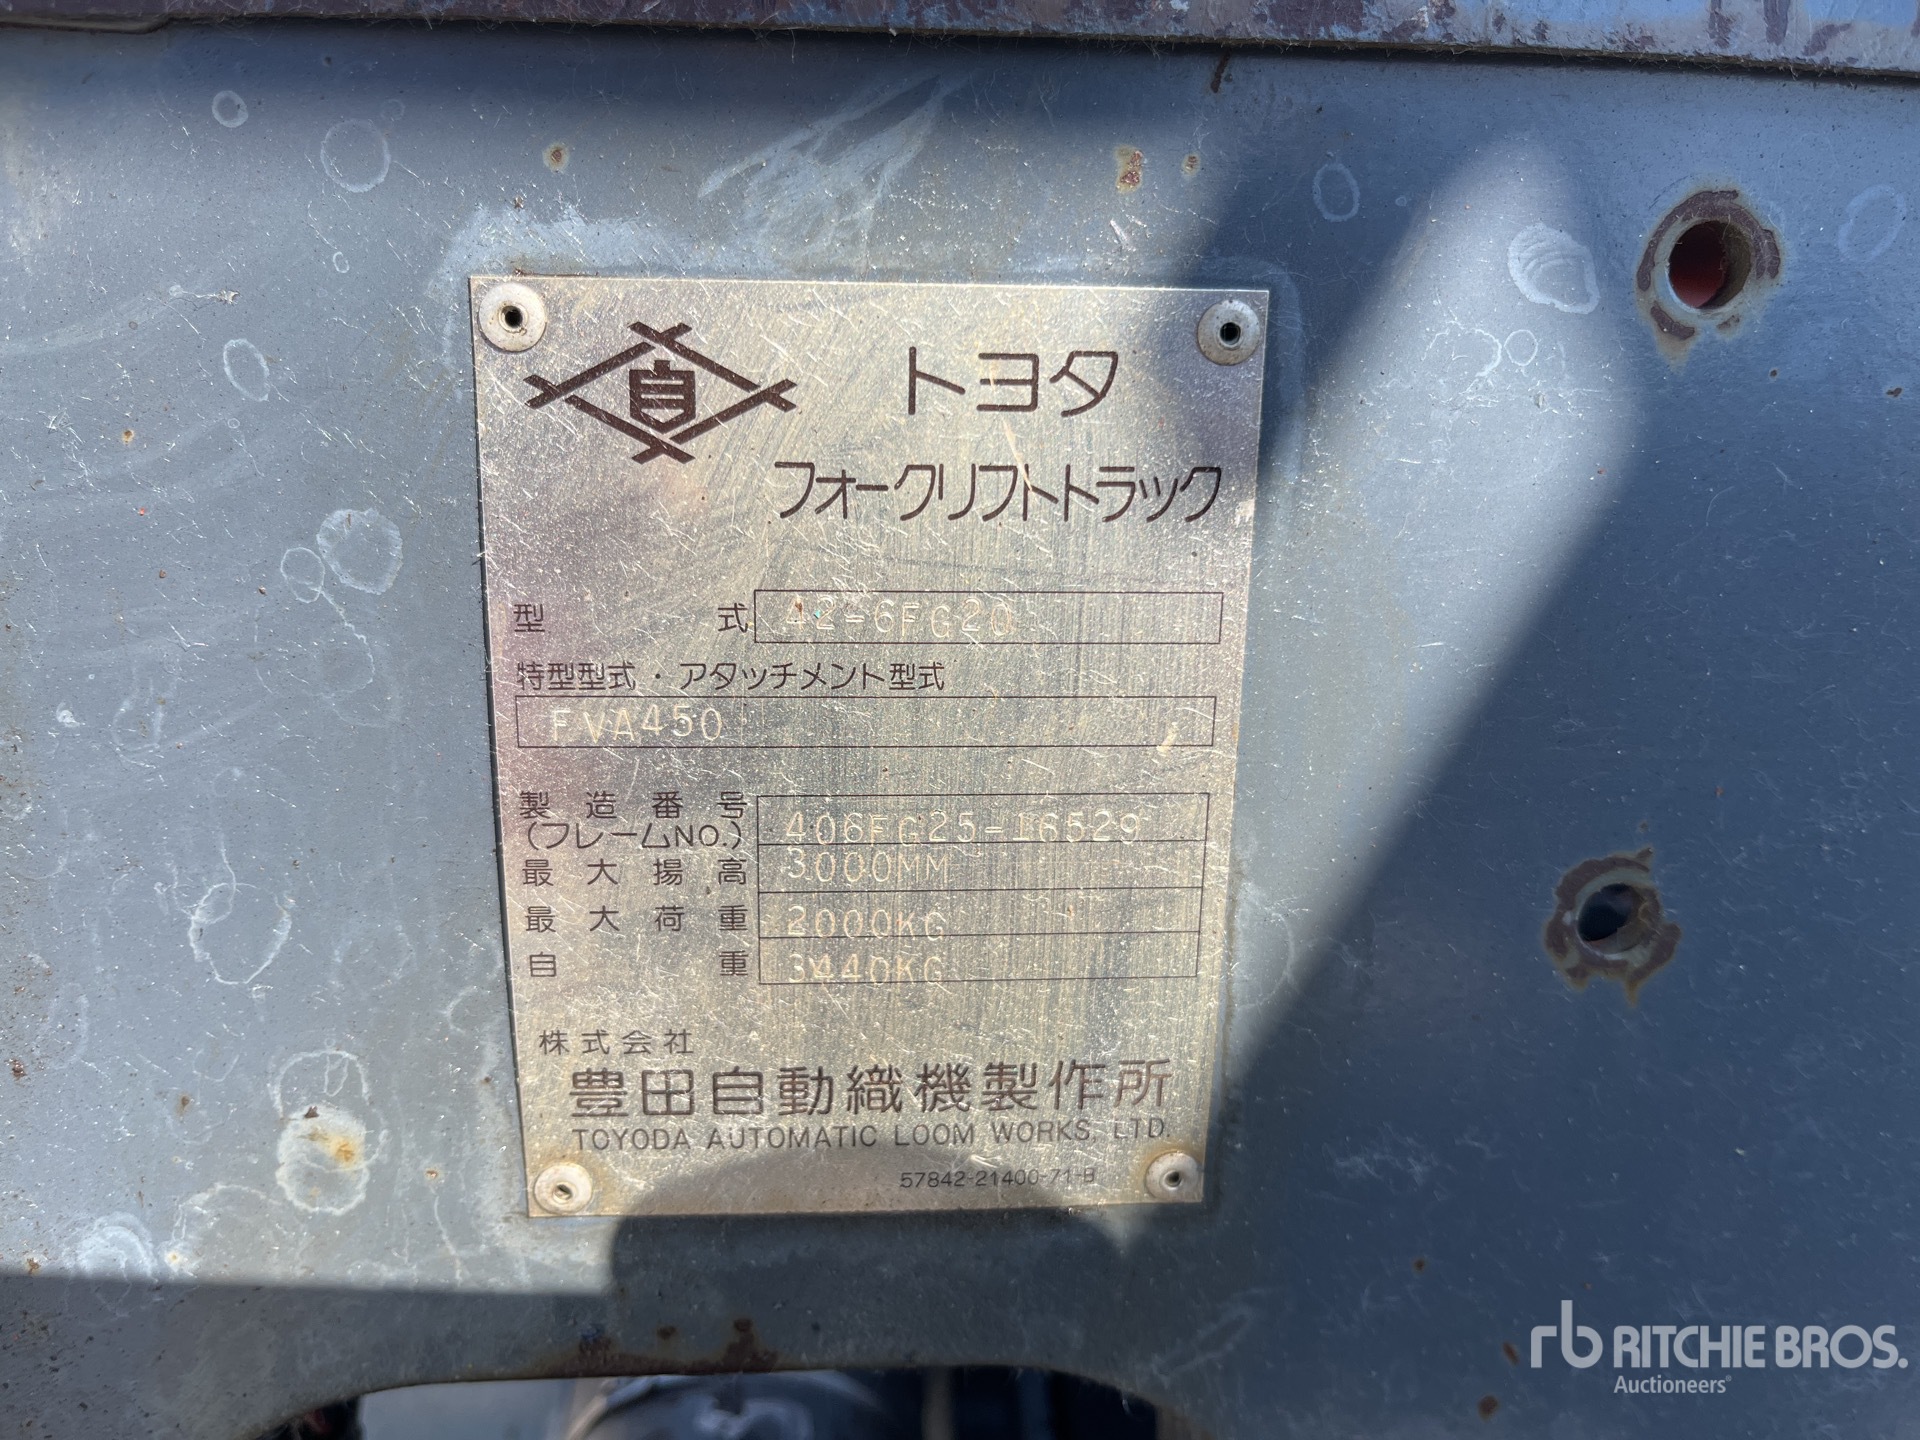 自
トヨタ
フォークリフトトラック
型式 42-6FG20
特型型式・アタッチメント型式
FVA450
製造番号
(フレームNO.) 406FG25-16529
最大揚高 3000MM
最大荷重 2000KG
自重 3440KG
株式会社
豊田自動織機製作所
TOYODA AUTOMATIC LOOM WORKS, LTD.
57842-21400-71-B
rb RITCHIE BROS.
Auctioneers